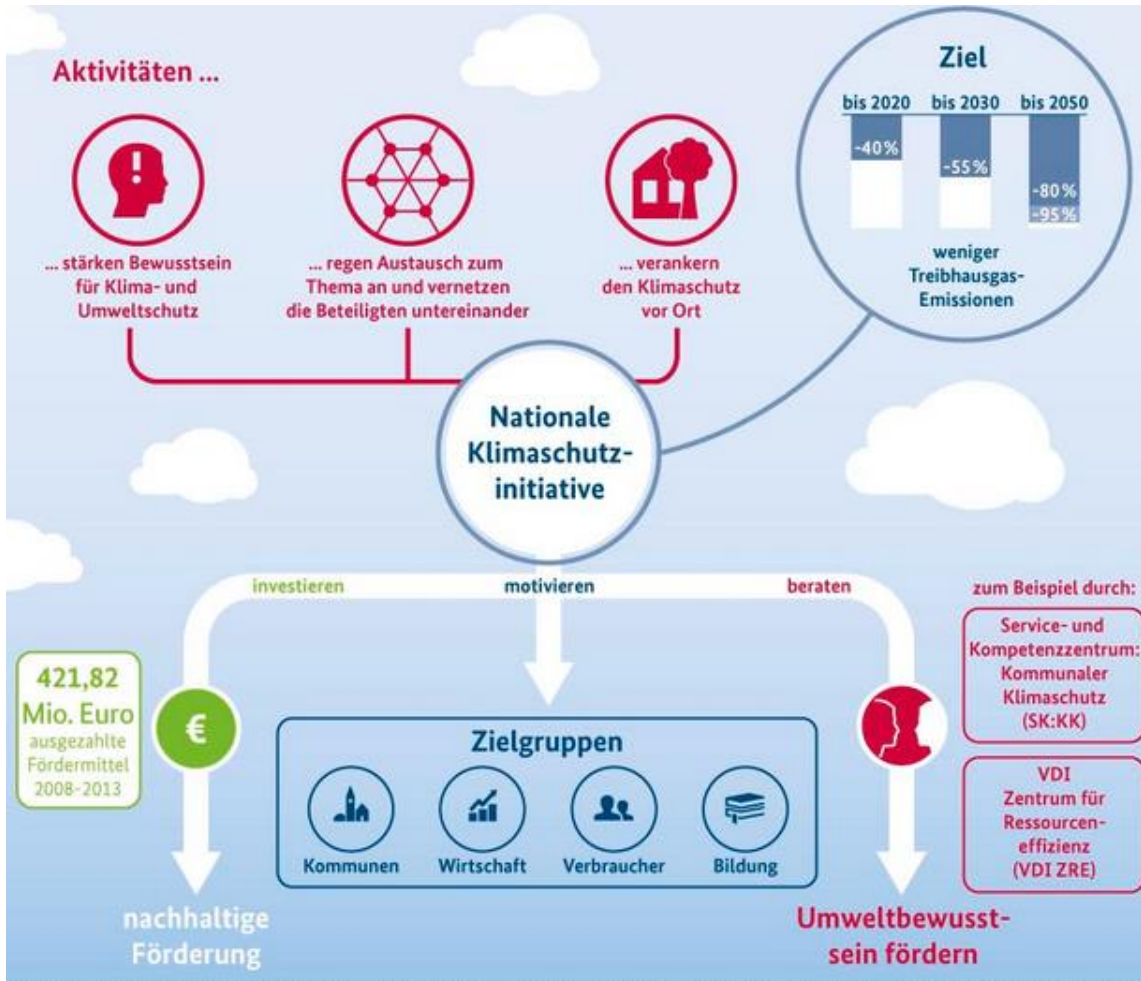 Aktivitäten ...
... stärken Bewusstsein
für Klima- und
Umweltschutz
... regen Austausch zum
Thema an und vernetzen
die Beteiligten untereinander
... verankern
den Klimaschutz
vor Ort
Ziel
bis 2020 bis 2030 bis 2050
-40%
-55%
-80%
-95%
weniger
Treibhausgas-
Emissionen
Nationale
Klimaschutz-
initiative
investieren motivieren beraten
421,82
Mio. Euro
ausgezahlte
Fördermittel
2008-2013
€
nachhaltige
Förderung
Zielgruppen
Kommunen Wirtschaft Verbraucher Bildung
zum Beispiel durch:
Service- und
Kompetenzzentrum:
Kommunaler
Klimaschutz
(SK:KK)
VDI
Zentrum für
Ressourcen-
effizienz
(VDI ZRE)
Umweltbewusst-
sein fördern